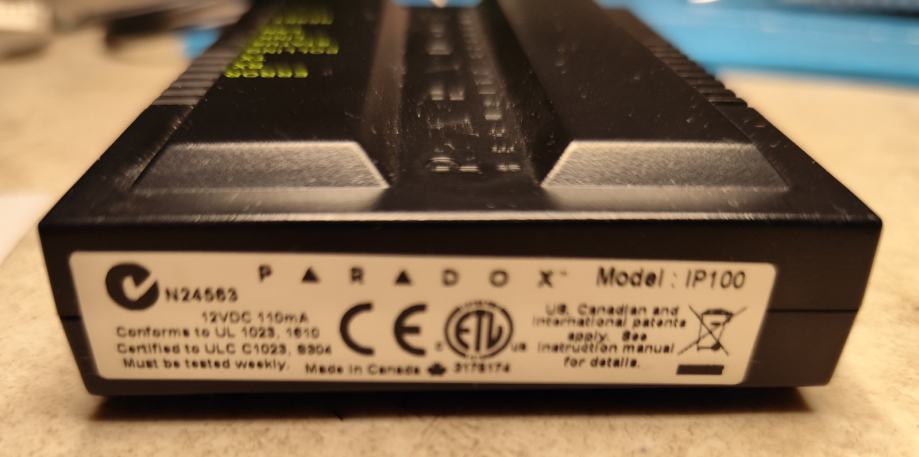 PARADOX™ Model : IP100
N24563
12VDC 110mA
Conforms to UL 1023, 1610
Certified to ULC C1023, S304
Must be tested weekly.
Made in Canada
CE
c ETL us
3178174
US, Canadian and
international patents
apply. See
instruction manual
for details.